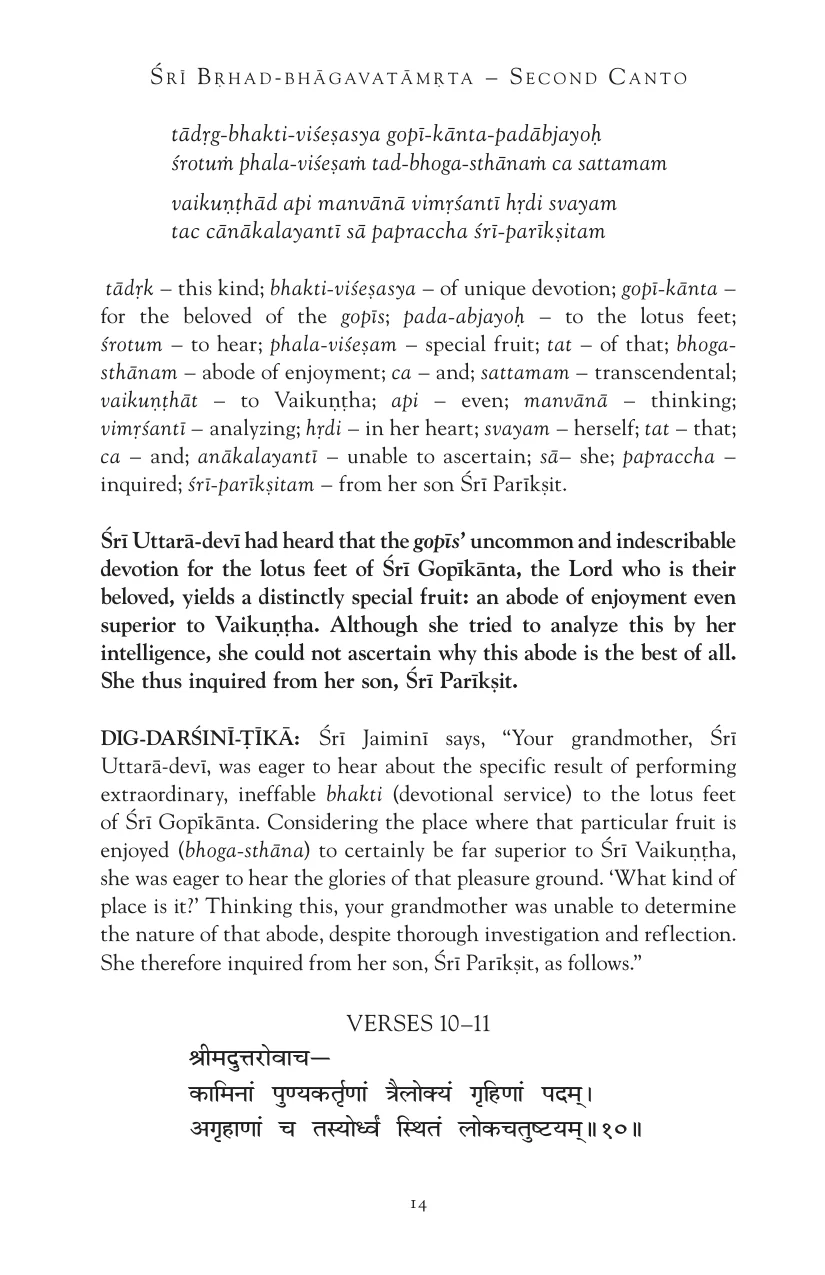 Śrī Bṛhad-bhāgavatāmṛta – Second Canto
tādṛg-bhakti-viśeṣasya gopī-kānta-padābjayoḥ
śrotuṁ phala-viśeṣaṁ tad-bhoga-sthānaṁ ca sattamam
vaikuṇṭhād api manvānā vimṛśantī hṛdi svayam
tac cānākalayantī sā papraccha śrī-parīkṣitam
tādṛk – this kind; bhakti-viśeṣasya – of unique devotion; gopī-kānta –
for the beloved of the gopīs; pada-abjayoḥ – to the lotus feet;
śrotum – to hear; phala-viśeṣam – special fruit; tat – of that; bhoga-
sthānam – abode of enjoyment; ca – and; sattamam – transcendental;
vaikuṇṭhāt – to Vaikuṇṭha; api – even; manvānā – thinking;
vimṛśantī – analyzing; hṛdi – in her heart; svayam – herself; tat – that;
ca – and; anākalayantī – unable to ascertain; sā– she; papraccha –
inquired; śrī-parīkṣitam – from her son Śrī Parīkṣit.
Śrī Uttarā-devī had heard that the gopīs’ uncommon and indescribable
devotion for the lotus feet of Śrī Gopīkānta, the Lord who is their
beloved, yields a distinctly special fruit: an abode of enjoyment even
superior to Vaikuṇṭha. Although she tried to analyze this by her
intelligence, she could not ascertain why this abode is the best of all.
She thus inquired from her son, Śrī Parīkṣit.
DIG-DARŚINĪ-ṬĪKĀ: Śrī Jaiminī says, “Your grandmother, Śrī
Uttarā-devī, was eager to hear about the specific result of performing
extraordinary, ineffable bhakti (devotional service) to the lotus feet
of Śrī Gopīkānta. Considering the place where that particular fruit is
enjoyed (bhoga-sthāna) to certainly be far superior to Śrī Vaikuṇṭha,
she was eager to hear the glories of that pleasure ground. ‘What kind of
place is it?’ Thinking this, your grandmother was unable to determine
the nature of that abode, despite thorough investigation and reflection.
She therefore inquired from her son, Śrī Parīkṣit, as follows.”
VERSES 10–11
श्रीमदुत्तरोवाच—
कामिनां पुण्यकर्तृणां त्रैलोक्यं गृहिणां पदम्।
अगृहाणां च तस्योर्ध्वं स्थितं लोकचतुष्टयम्॥१०॥
14